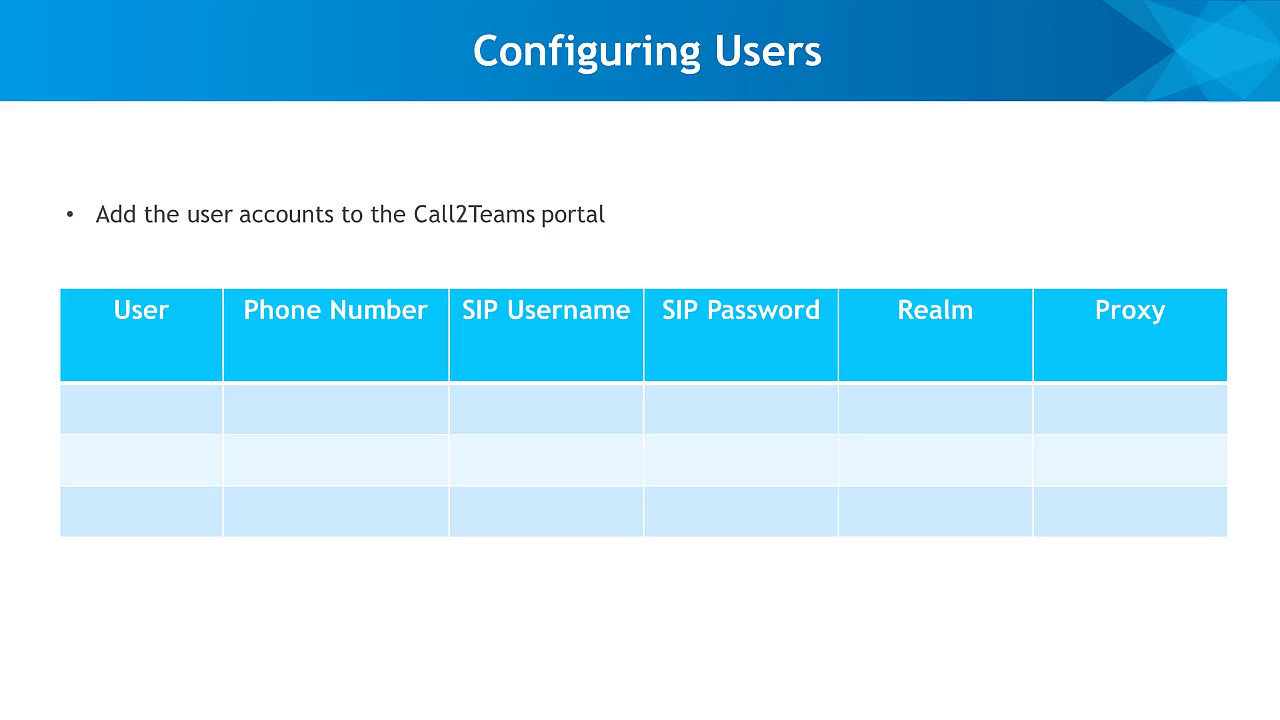 Configuring Users
• Add the user accounts to the Call2Teams portal
User Phone Number SIP Username SIP Password Realm Proxy